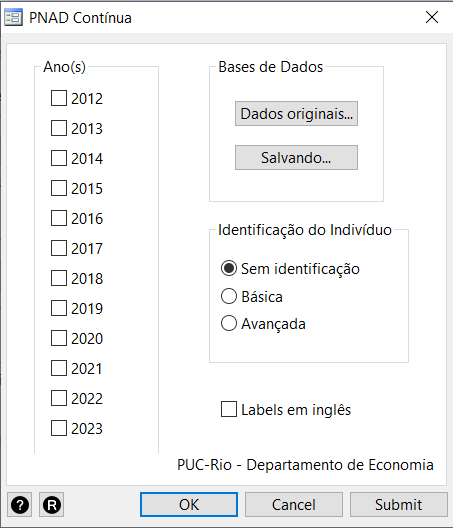 PNAD Contínua
Ano(s)
2012
2013
2014
2015
2016
2017
2018
2019
2020
2021
2022
2023
Bases de Dados
Dados originais...
Salvando...
Identificação do Indivíduo
Sem identificação
Básica
Avançada
Labels em inglês
PUC-Rio - Departamento de Economia
? R OK Cancel Submit